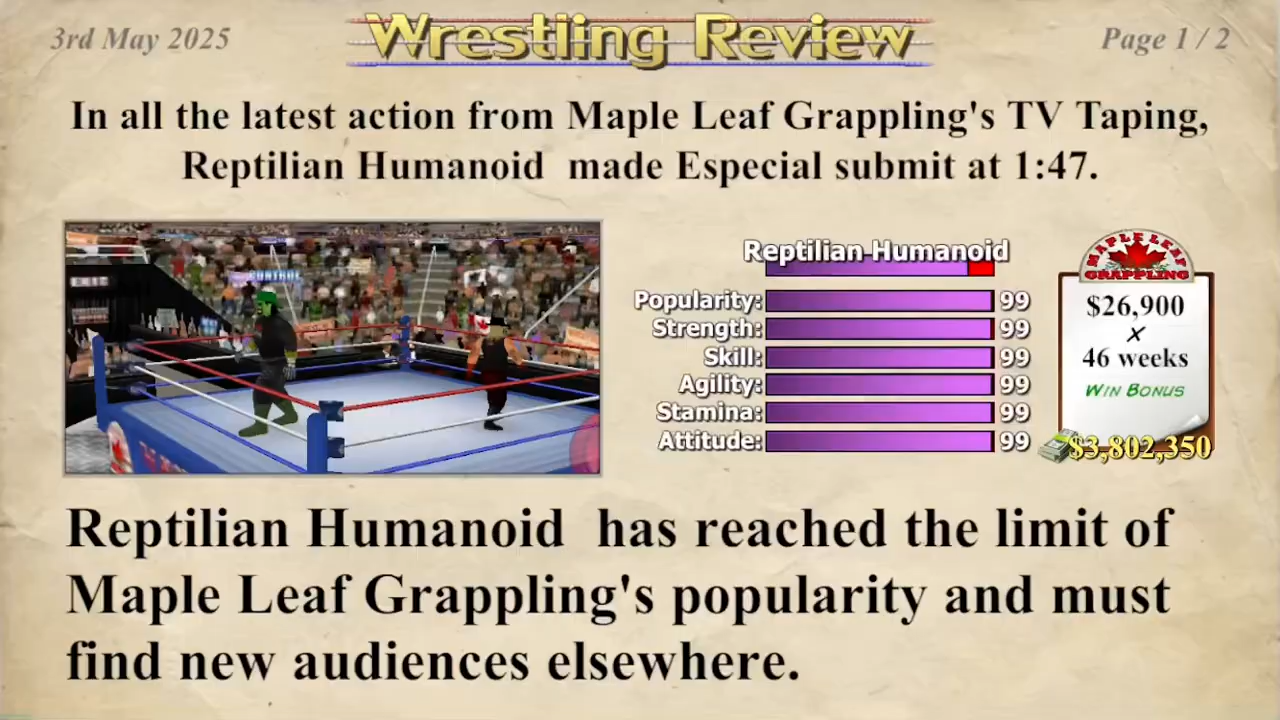 3rd May 2025
Wrestling Review
Page 1 / 2
In all the latest action from Maple Leaf Grappling's TV Taping,
Reptilian Humanoid made Especial submit at 1:47.
CONTROL
Reptilian Humanoid
Popularity: 99
Strength: 99
Skill: 99
Agility: 99
Stamina: 99
Attitude: 99
MAPLE LEAF
GRAPPLING
$26,900
x
46 weeks
WIN BONUS
$3,802,350
Reptilian Humanoid has reached the limit of
Maple Leaf Grappling's popularity and must
find new audiences elsewhere.